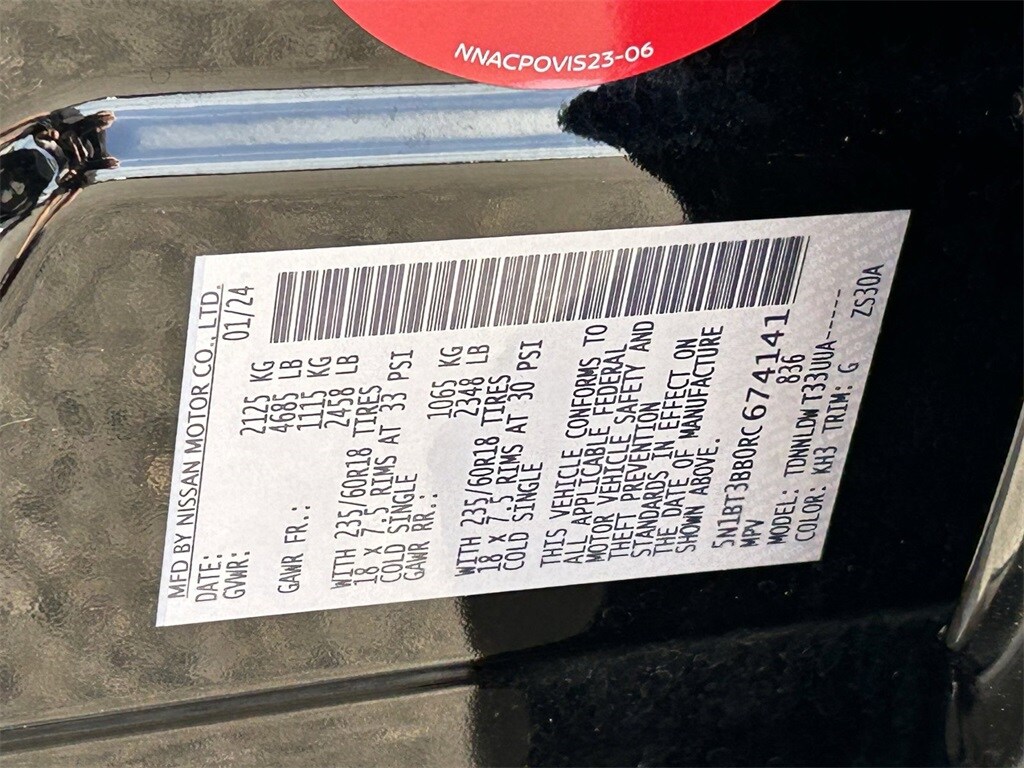 NNACPOVIS23-06
MFD BY NISSAN MOTOR CO., LTD.
DATE: 01/24
GVWR: 2125 KG
4685 LB
GAWR FR.: 1115 KG
2458 LB
WITH 235/60R18 TIRES
18 X 7.5 RIMS AT 33 PSI
COLD SINGLE
GAWR RR.: 1065 KG
2348 LB
WITH 235/60R18 TIRES
18 X 7.5 RIMS AT 30 PSI
COLD SINGLE
THIS VEHICLE CONFORMS TO
ALL APPLICABLE FEDERAL
MOTOR VEHICLE SAFETY AND
THEFT PREVENTION
STANDARDS IN EFFECT ON
THE DATE OF MANUFACTURE
SHOWN ABOVE.
5N1BT3BB0RC674141
MPV 836
MODEL: TDNNLDW T33UUA------
COLOR: KH3 TRIM: G ZS30A